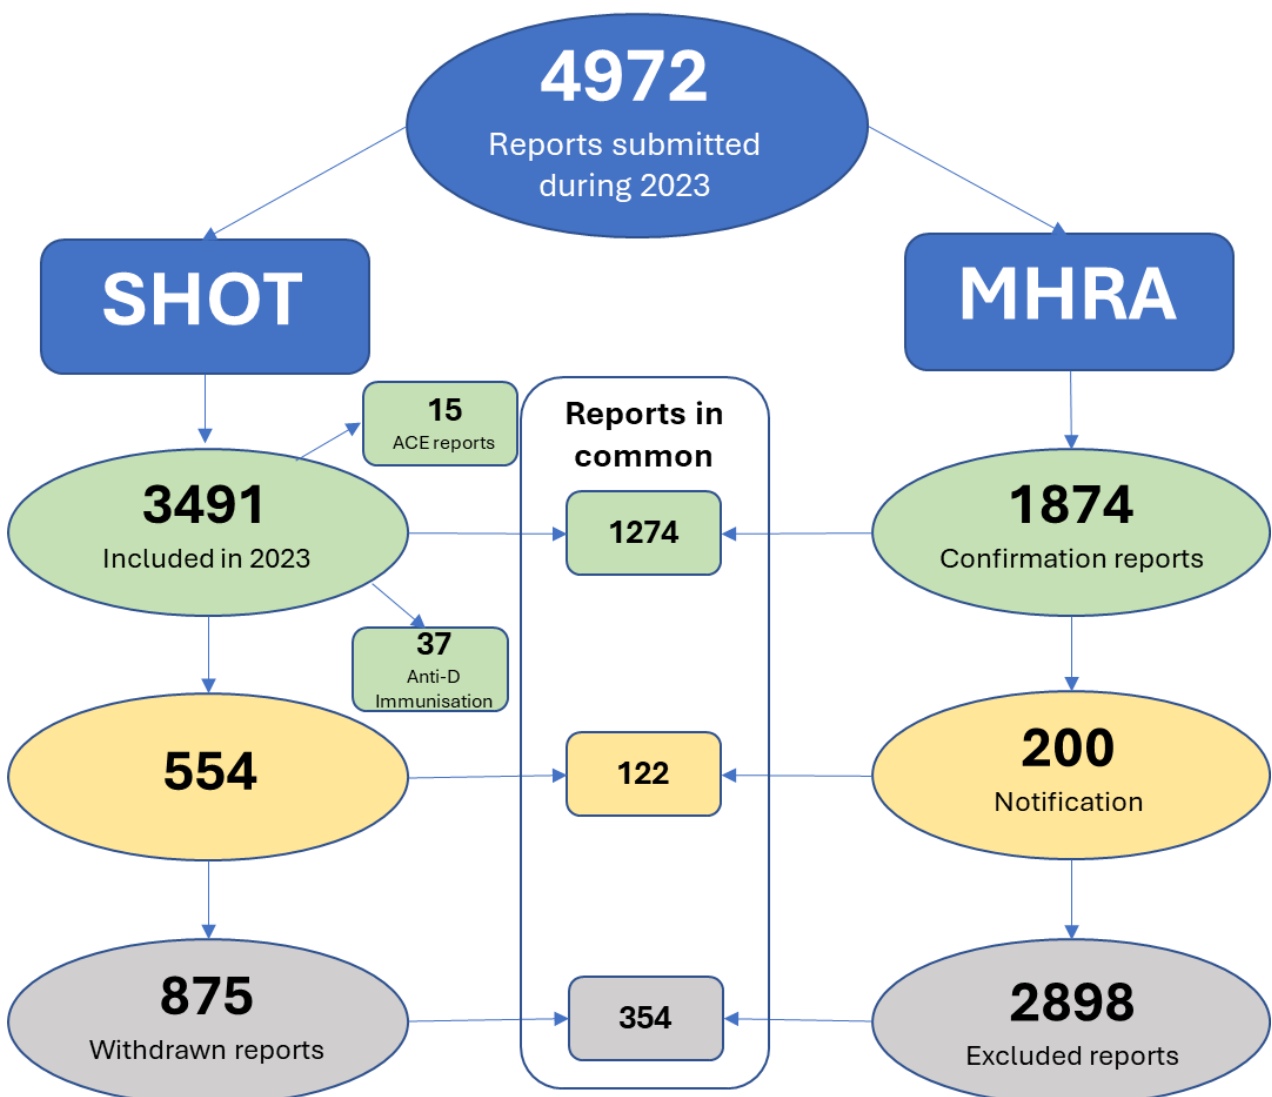 4972
Reports submitted
during 2023
SHOT
MHRA
15
ACE reports
Reports in
common
3491
Included in 2023
1274
1874
Confirmation reports
37
Anti-D
Immunisation
554
122
200
Notification
875
Withdrawn reports
354
2898
Excluded reports